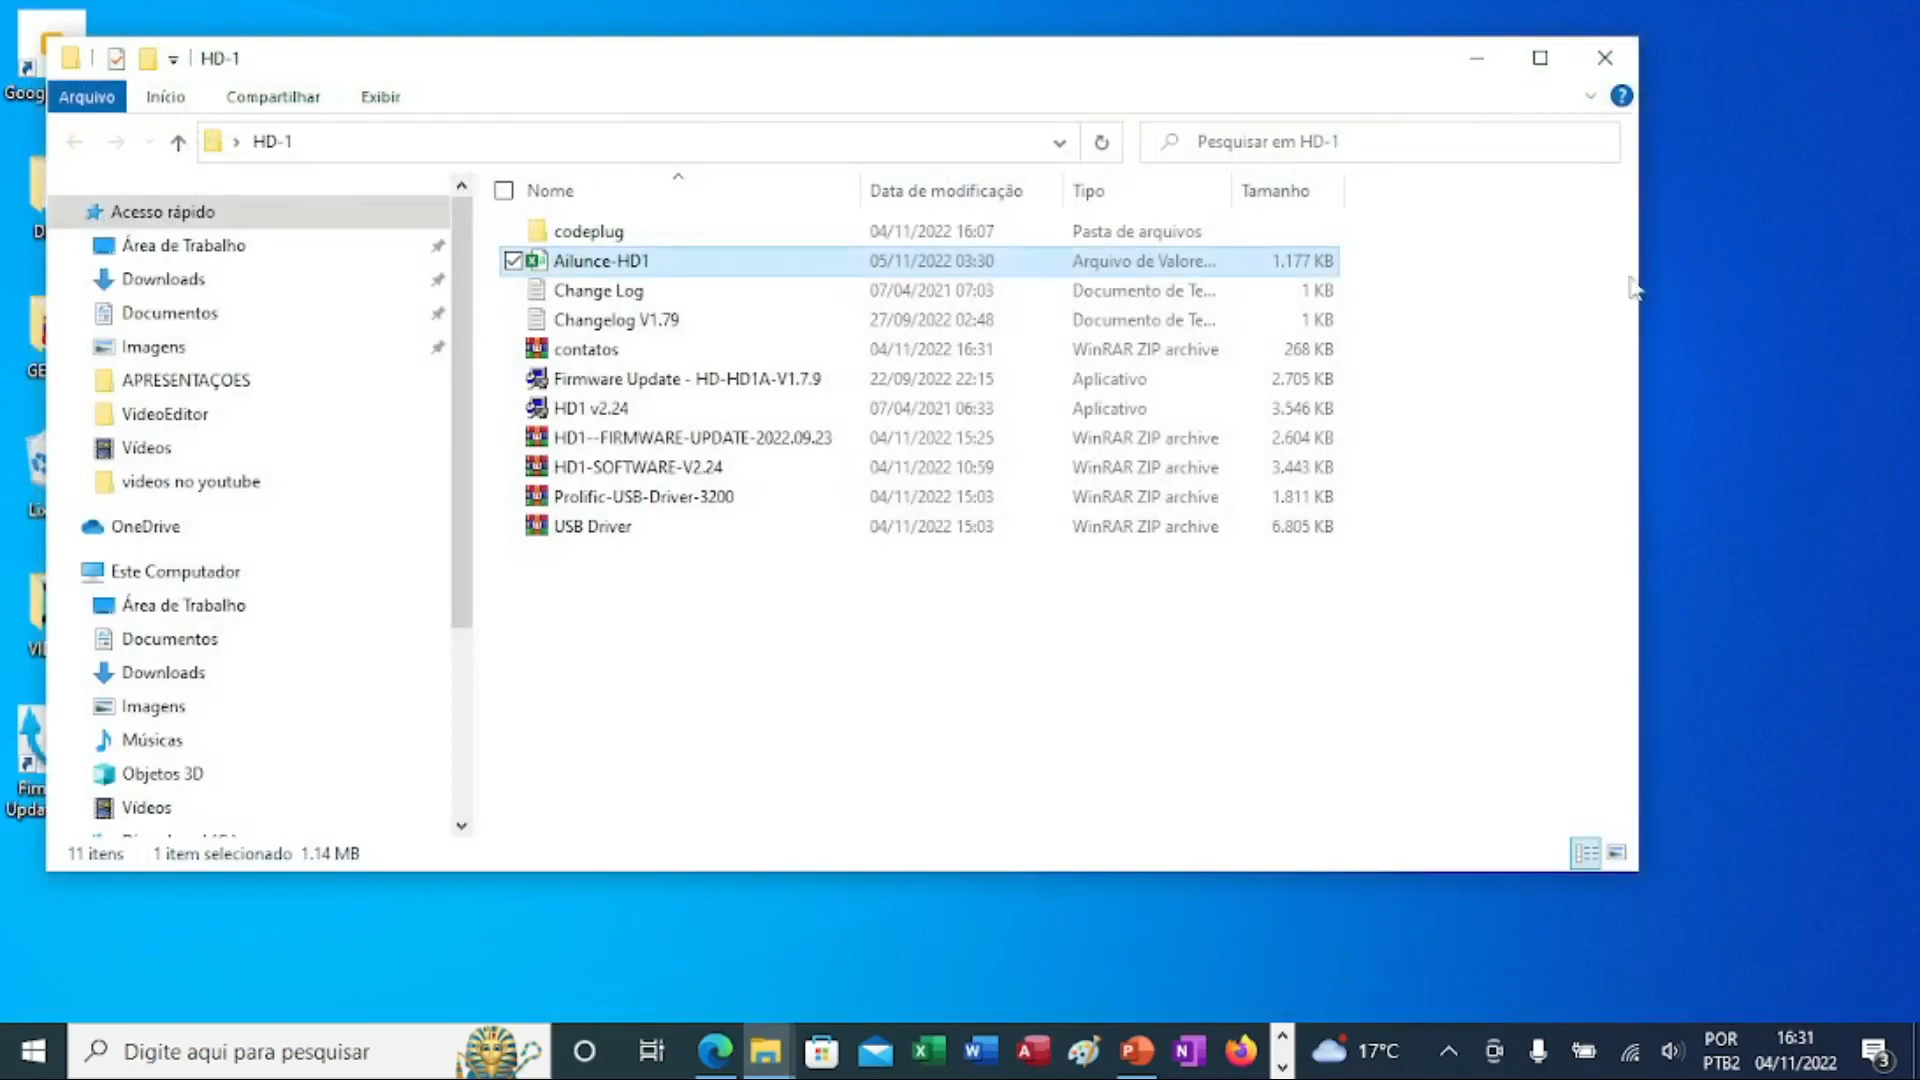 HD-1
Arquivo Início Compartilhar Exibir
HD-1
Pesquisar em HD-1
Nome Data de modificação Tipo Tamanho
codeplug 04/11/2022 16:07 Pasta de arquivos
Ailunce-HD1 05/11/2022 03:30 Arquivo de Valore... 1.177 KB
Change Log 07/04/2021 07:03 Documento de Te... 1 KB
Changelog V1.79 27/09/2022 02:48 Documento de Te... 1 KB
contatos 04/11/2022 16:31 WinRAR ZIP archive 268 KB
Firmware Update - HD-HD1A-V1.7.9 22/09/2022 22:15 Aplicativo 2.705 KB
HD1 v2.24 07/04/2021 06:33 Aplicativo 3.546 KB
HD1--FIRMWARE-UPDATE-2022.09.23 04/11/2022 15:25 WinRAR ZIP archive 2.604 KB
HD1-SOFTWARE-V2.24 04/11/2022 10:59 WinRAR ZIP archive 3.443 KB
Prolific-USB-Driver-3200 04/11/2022 15:03 WinRAR ZIP archive 1.811 KB
USB Driver 04/11/2022 15:03 WinRAR ZIP archive 6.805 KB
Acesso rápido
Área de Trabalho
Downloads
Documentos
Imagens
APRESENTAÇOES
VideoEditor
Vídeos
videos no youtube
OneDrive
Este Computador
Área de Trabalho
Documentos
Downloads
Imagens
Músicas
Objetos 3D
Vídeos
11 itens 1 item selecionado 1.14 MB
Goog
GE
Lix
VI
Firm
Upda
Digite aqui para pesquisar
17°C
POR
PTB2
16:31
04/11/2022
3